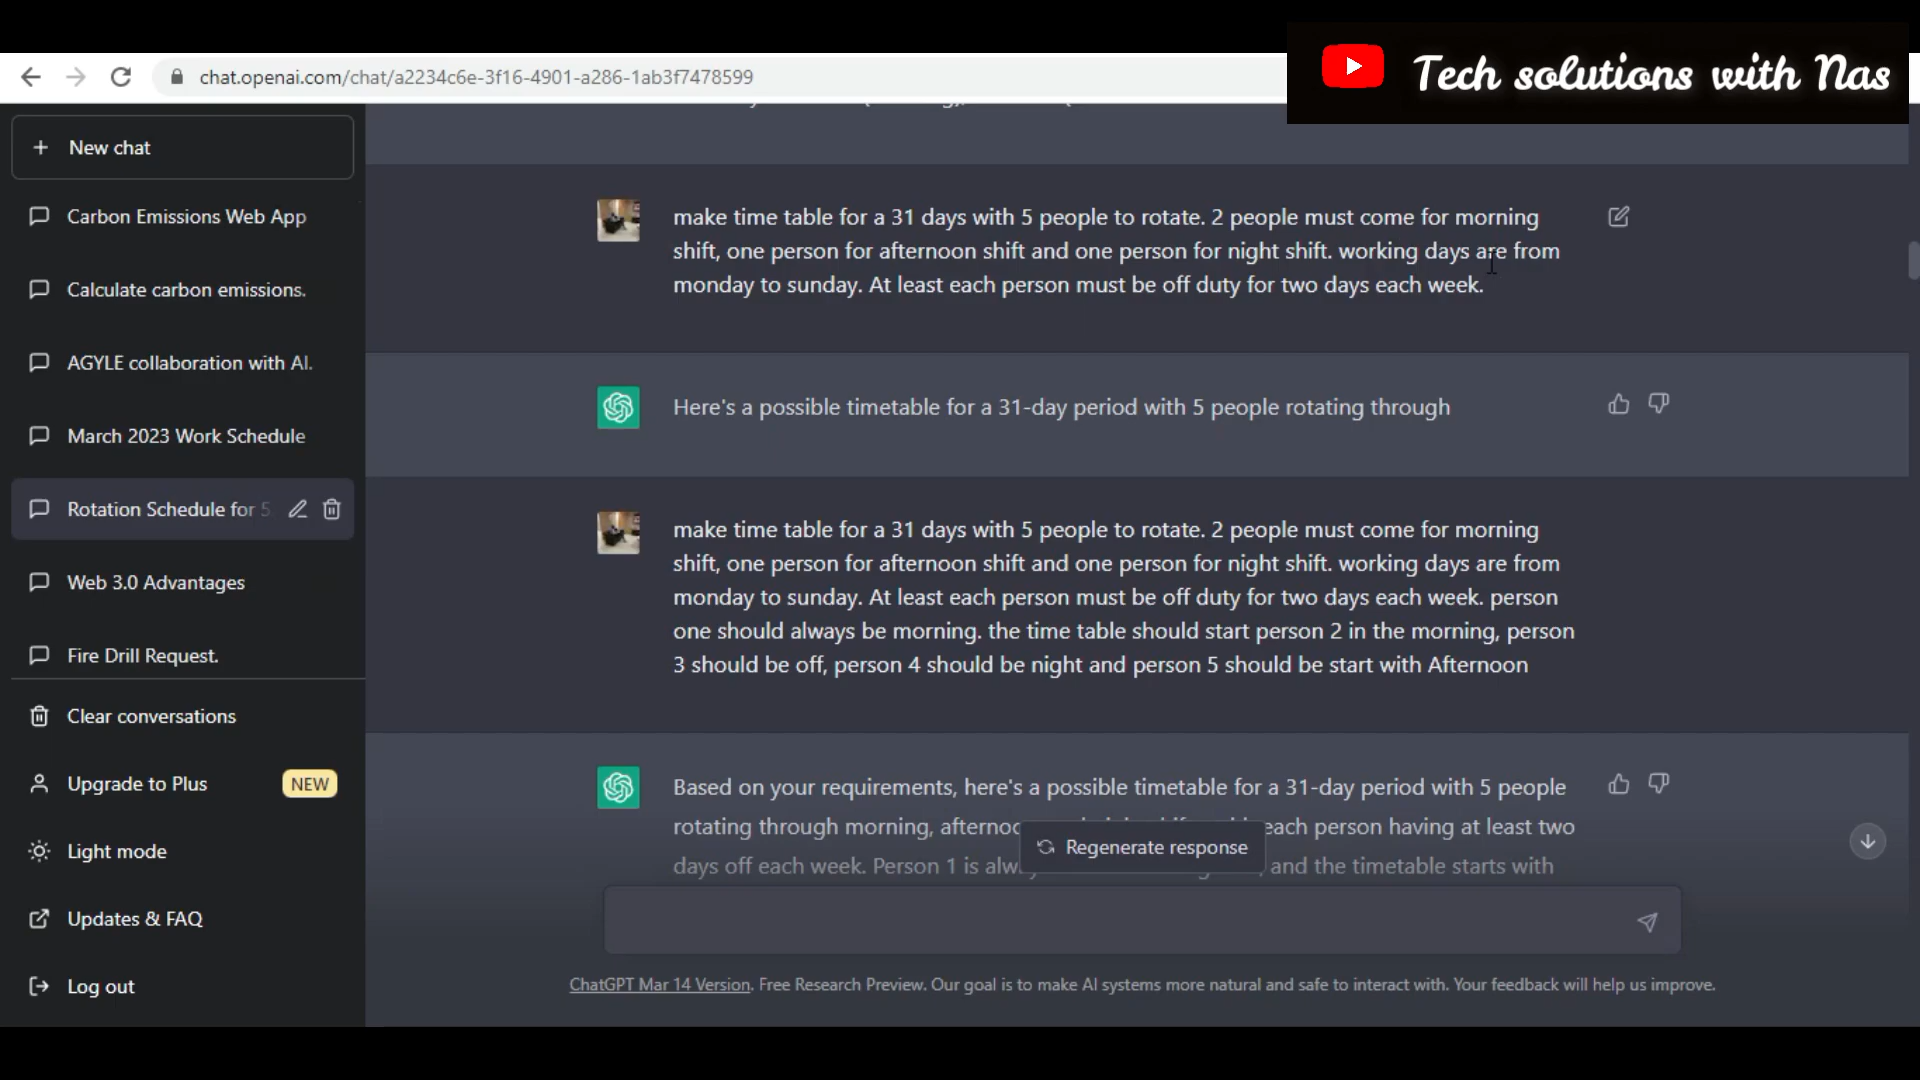 Tech solutions with Nas
chat.openai.com/chat/a2234c6e-3f16-4901-a286-1ab3f7478599
New chat
Carbon Emissions Web App
Calculate carbon emissions.
AGYLE collaboration with AI.
March 2023 Work Schedule
Rotation Schedule for 5
Web 3.0 Advantages
Fire Drill Request.
Clear conversations
Upgrade to Plus NEW
Light mode
Updates & FAQ
Log out
make time table for a 31 days with 5 people to rotate. 2 people must come for morning
shift, one person for afternoon shift and one person for night shift. working days are from
monday to sunday. At least each person must be off duty for two days each week.
Here's a possible timetable for a 31-day period with 5 people rotating through
make time table for a 31 days with 5 people to rotate. 2 people must come for morning
shift, one person for afternoon shift and one person for night shift. working days are from
monday to sunday. At least each person must be off duty for two days each week. person
one should always be morning. the time table should start person 2 in the morning, person
3 should be off, person 4 should be night and person 5 should be start with Afternoon
Based on your requirements, here's a possible timetable for a 31-day period with 5 people
rotating through morning, each person having at least two
days off each week. Person 1 is and the timetable starts with
Regenerate response
ChatGPT Mar 14 Version. Free Research Preview. Our goal is to make AI systems more natural and safe to interact with. Your feedback will help us improve.